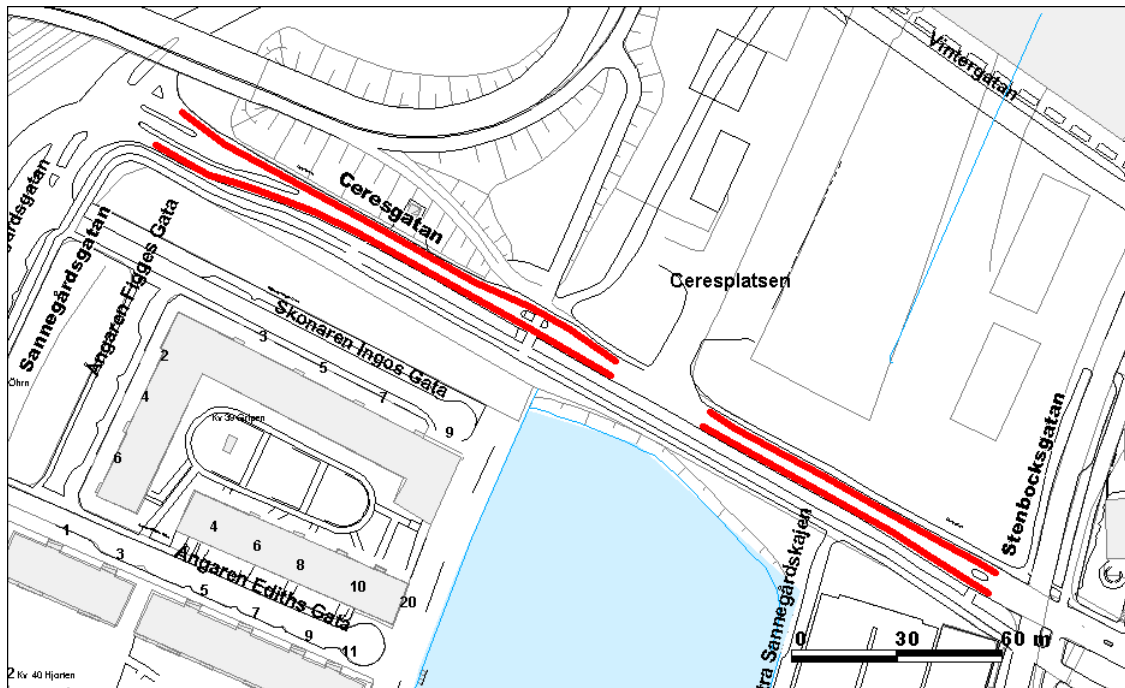 Vintergatan
Ceresgatan
Ceresplatsen
Sannegårdsgatan
Ångaren Figges Gata
Skonaren Ingos Gata
3
2
5
4
7
9
6
Öhrn
Kv 39 Gripen
Stenbocksgatan
4
6
8
10
20
Ångaren Ediths Gata
1
3
5
7
9
11
tra Sannegårdskajen
0 30 60 m
2 Kv 40 Hjorten